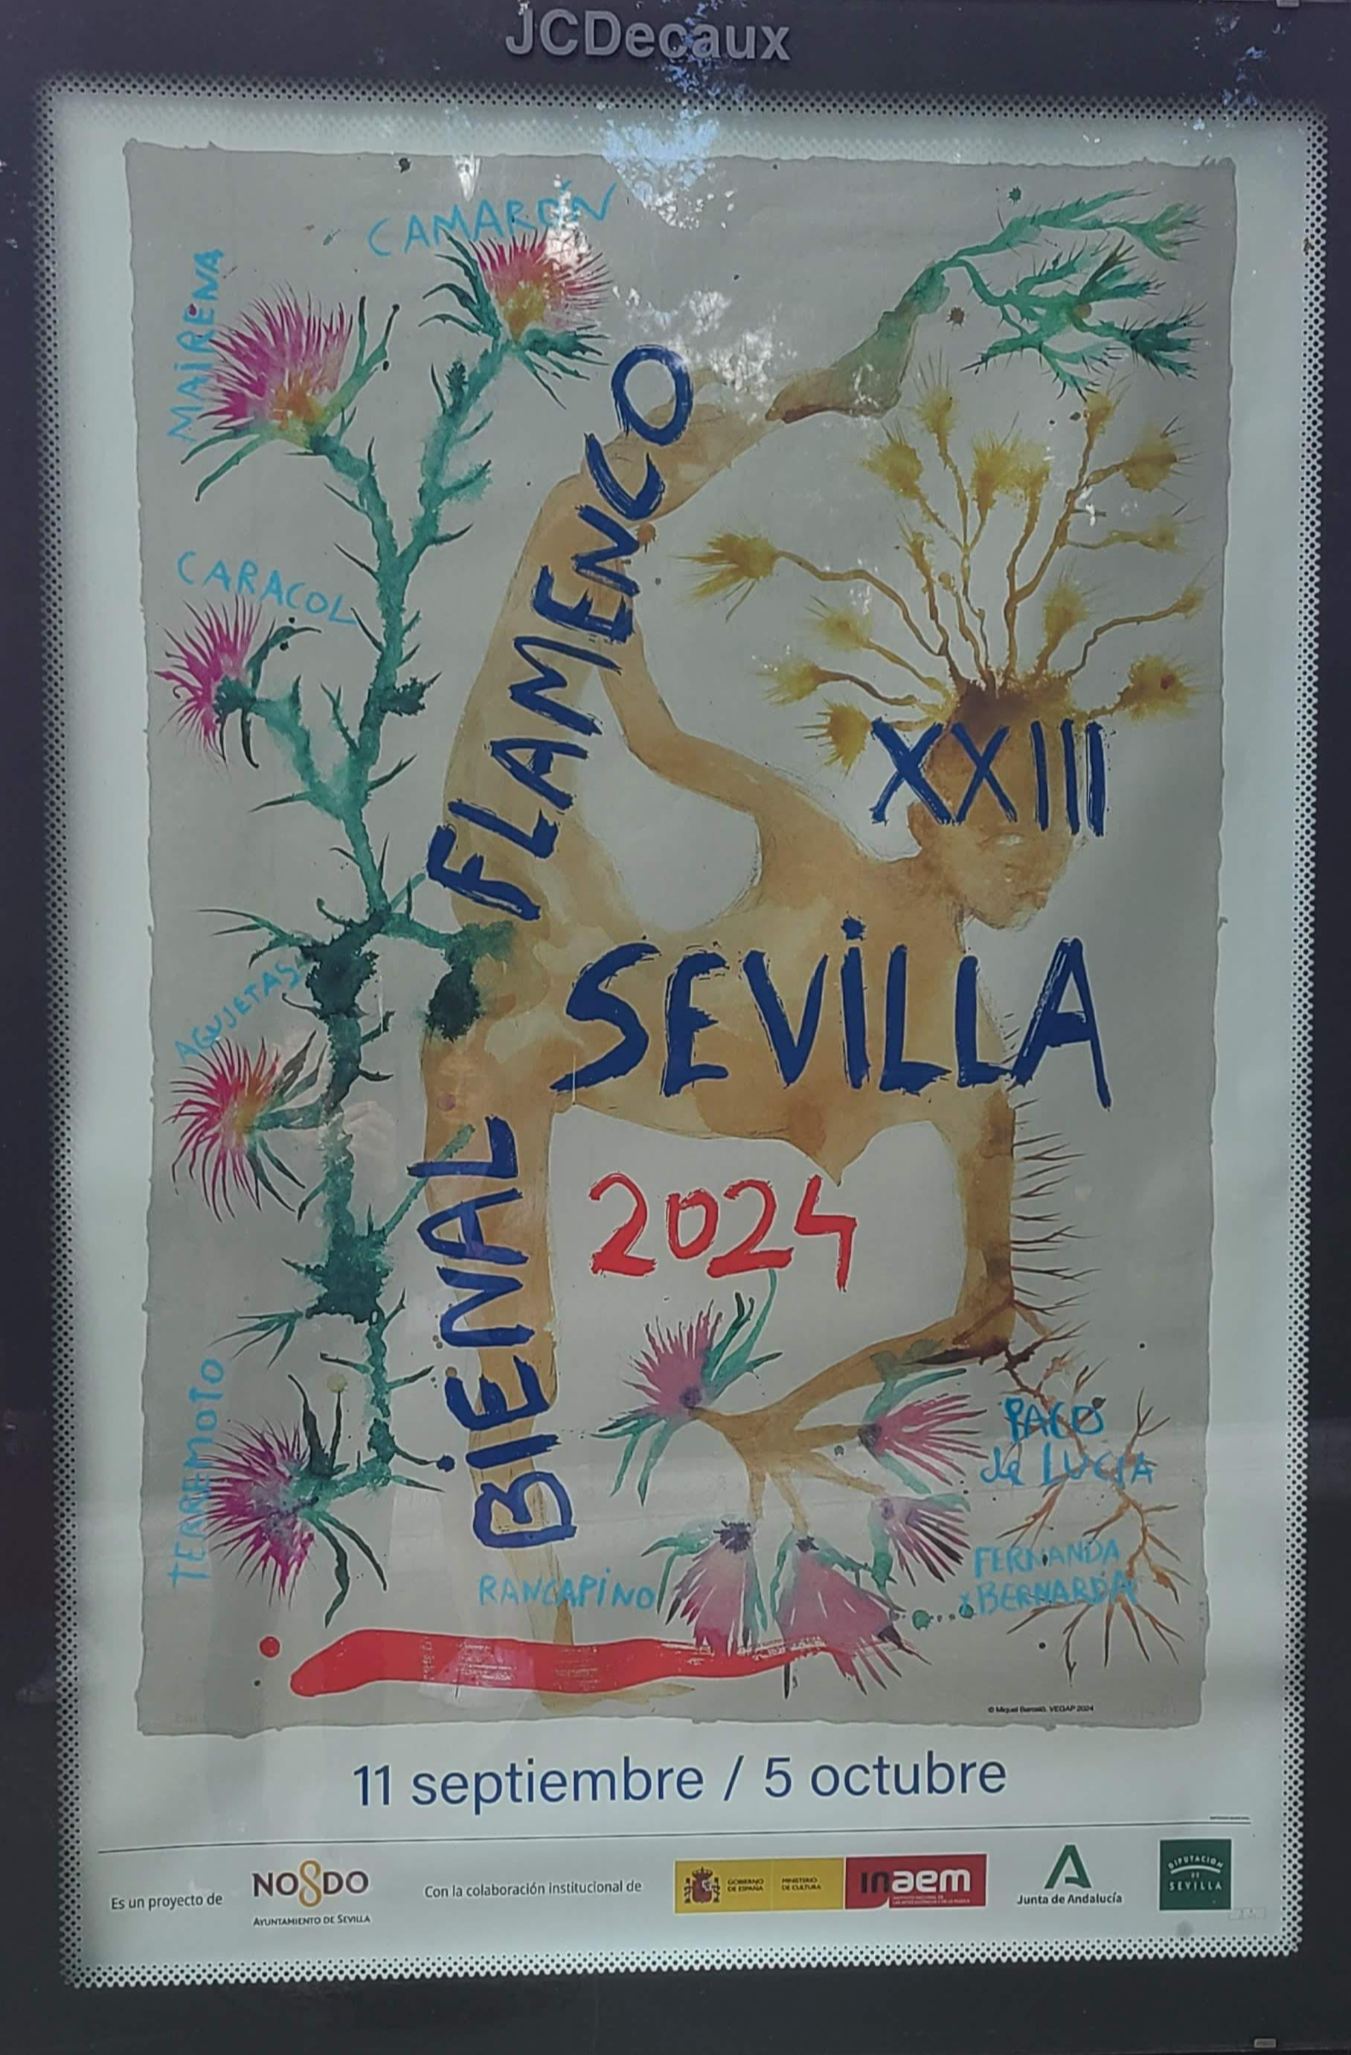 JCDecaux
CAMARÓN
MAIRENA
CARACOL
AGUJETAS
TERREMOTO
BIENAL FLAMENCO
XXIII
SEVILLA
2024
PACO
de LUCIA
FERNANDA
y BERNARDA
RANCAPINO
© Miquel Barceló. VEGAP 2024
11 septiembre / 5 octubre
Es un proyecto de
NO8DO
AYUNTAMIENTO DE SEVILLA
Con la colaboración institucional de
GOBIERNO
DE ESPAÑA
MINISTERIO
DE CULTURA
inaem
Junta de Andalucía
DIPUTACION
DE
SEVILLA